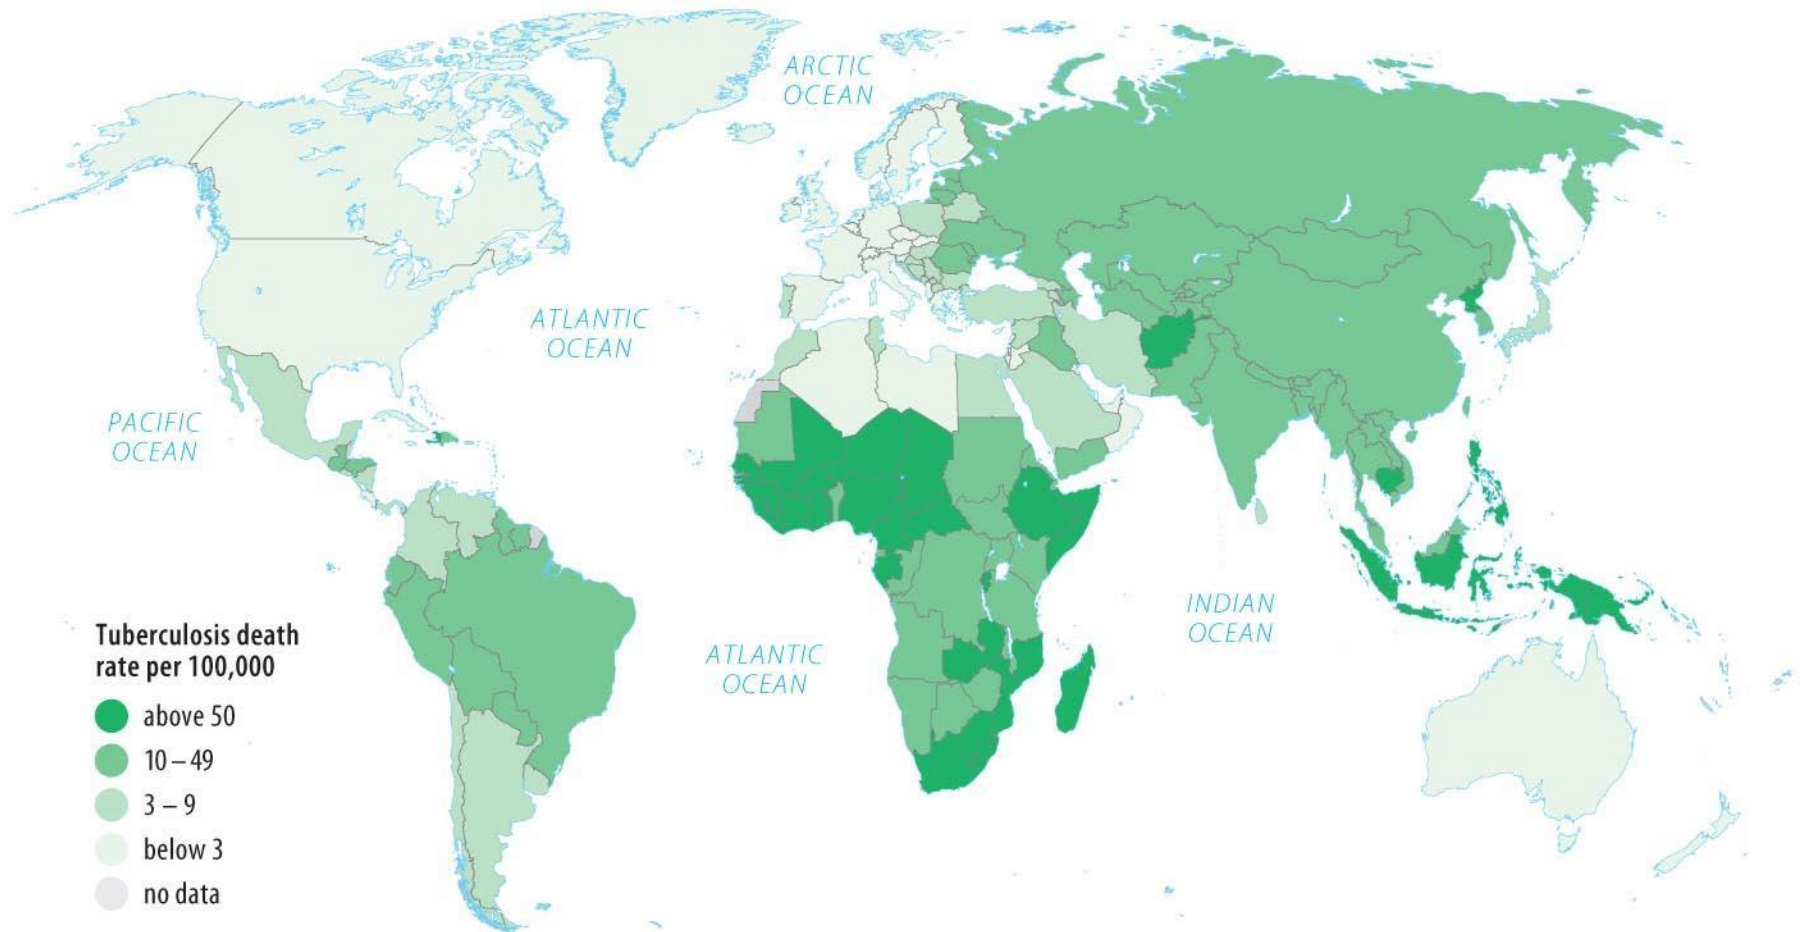 ARCTIC
OCEAN
ATLANTIC
OCEAN
PACIFIC
OCEAN
INDIAN
OCEAN
ATLANTIC
OCEAN
Tuberculosis death
rate per 100,000
above 50
10 – 49
3 – 9
below 3
no data